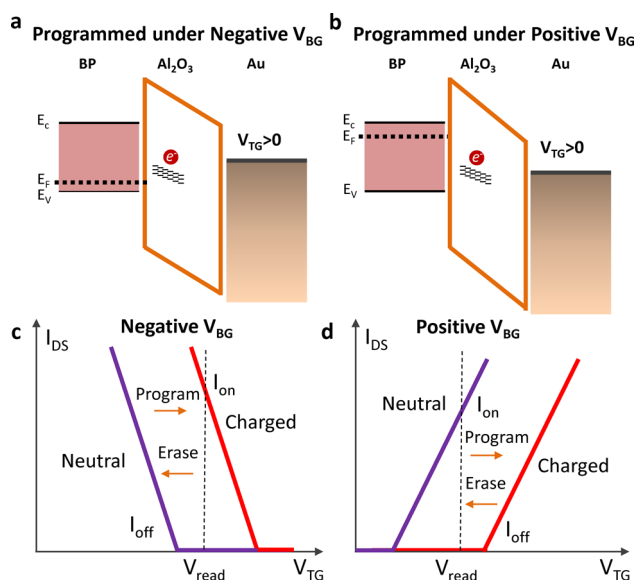 a
Programmed under Negative V_BG
BP Al₂O₃ Au
E_c
E_F
E_V
e⁻
V_TG>0
b
Programmed under Positive V_BG
BP Al₂O₃ Au
E_c
E_F
E_V
e⁻
V_TG>0
c
Negative V_BG
I_DS
Program
I_on
Charged
Erase
Neutral
I_off
V_read
d
Positive V_BG
I_DS
Neutral
I_on
Program
Charged
Erase
I_off
V_read
V_TG